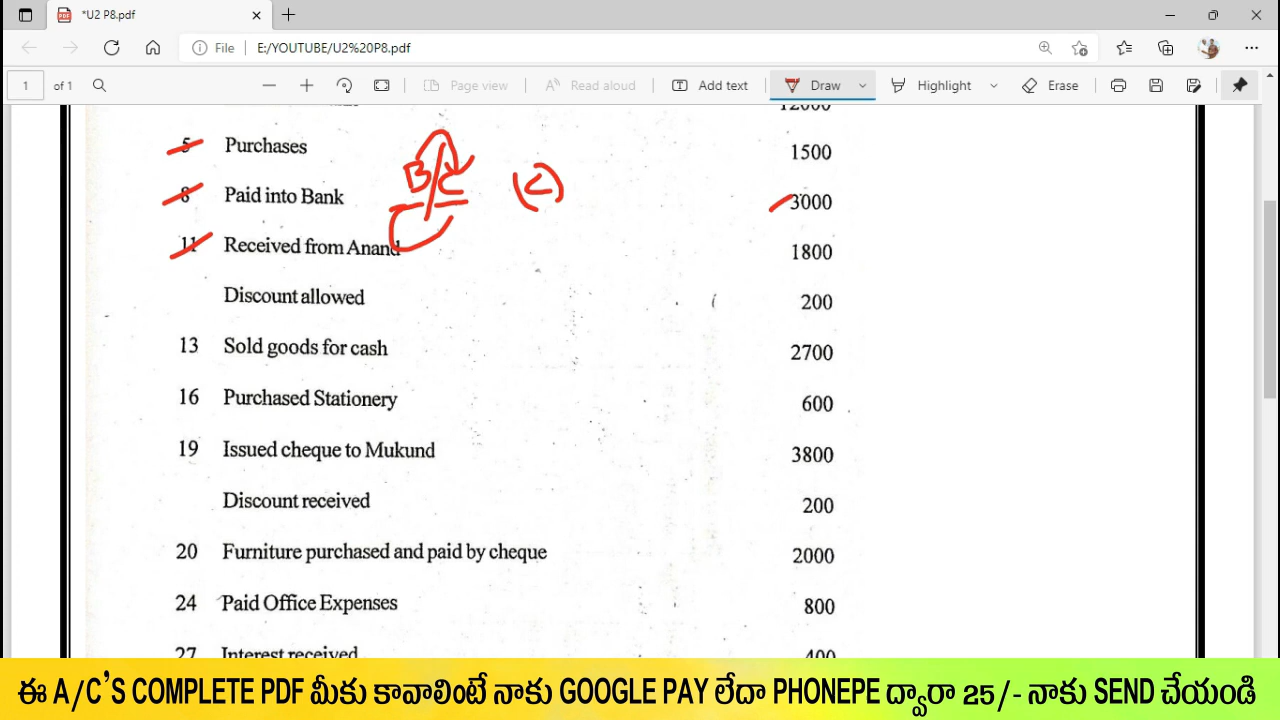 *U2 P8.pdf
File E:/YOUTUBE/U2%20P8.pdf
1 of 1 Page view Read aloud Add text Draw Highlight Erase
12000
5 Purchases 1500
8 Paid into Bank B/C (C) 3000
11 Received from Anand 1800
Discount allowed 200
13 Sold goods for cash 2700
16 Purchased Stationery 600
19 Issued cheque to Mukund 3800
Discount received 200
20 Furniture purchased and paid by cheque 2000
24 Paid Office Expenses 800
27 Interest received 400
ఈ A/C'S COMPLETE PDF మీకు కావాలింటే నాకు GOOGLE PAY లేదా PHONEPE ద్వారా 25/- నాకు SEND చేయండి